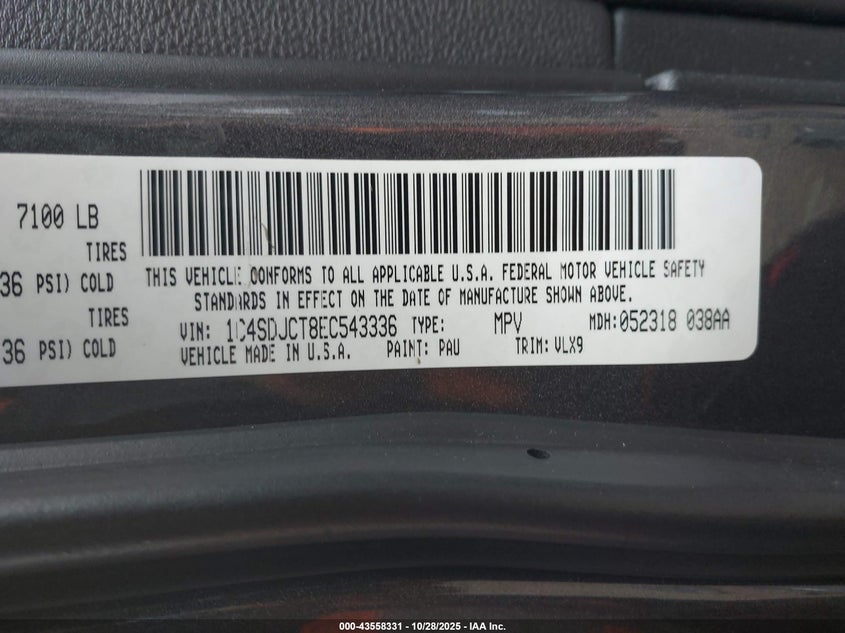 7100 LB
TIRES
36 PSI) COLD
TIRES
36 PSI) COLD
THIS VEHICLE CONFORMS TO ALL APPLICABLE U.S.A. FEDERAL MOTOR VEHICLE SAFETY
STANDARDS IN EFFECT ON THE DATE OF MANUFACTURE SHOWN ABOVE.
VIN: 1C4SDJCT8EC543336 TYPE: MPV MDH:052318 038AA
VEHICLE MADE IN U.S.A. PAINT: PAU TRIM: VLX9
000-43558331 - 10/28/2025 - IAA Inc.